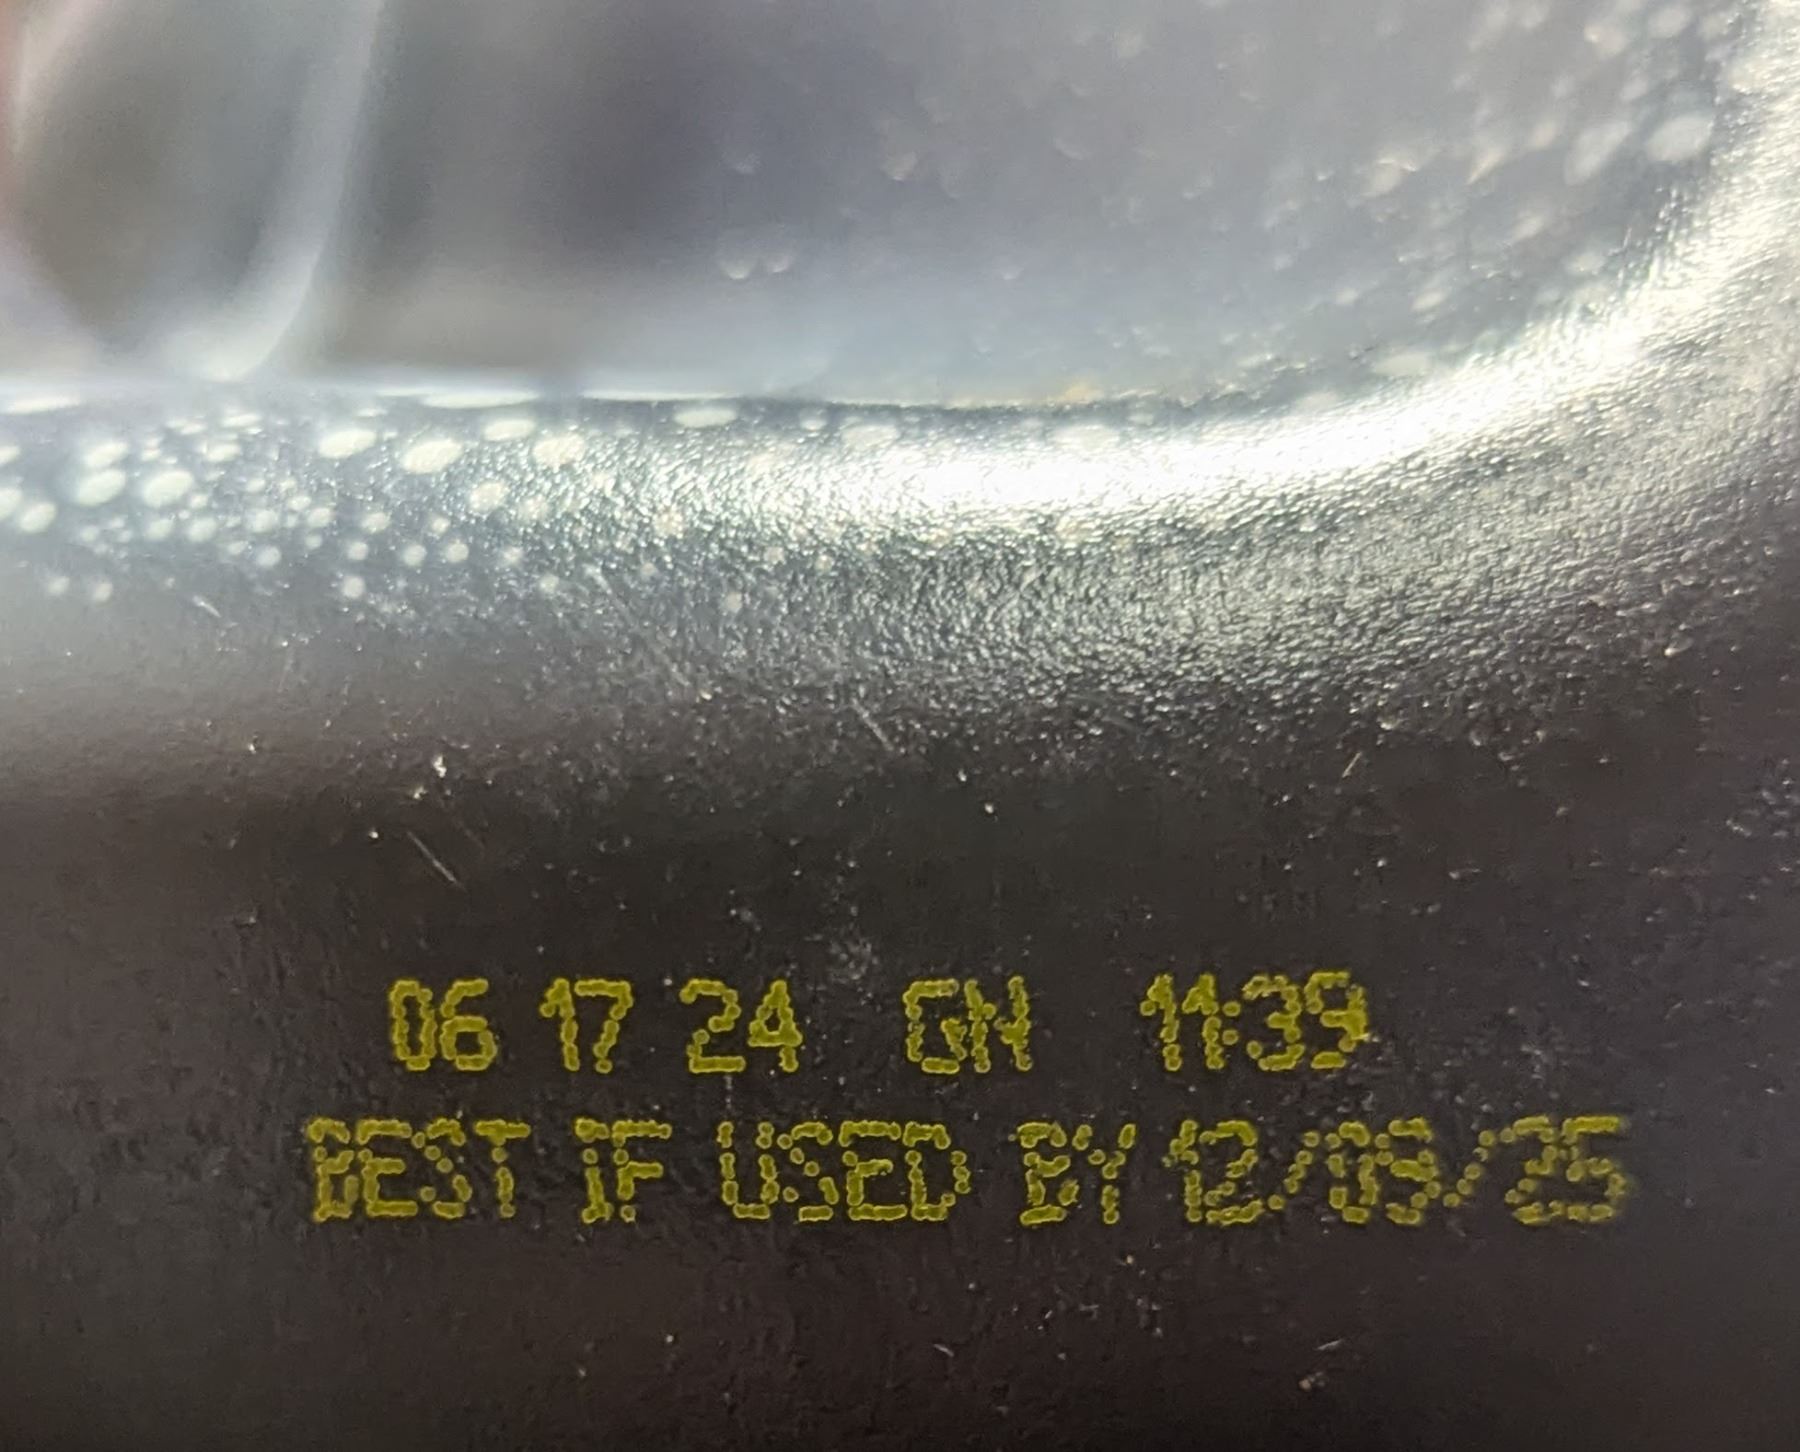 06 17 24 GN 11:39
BEST IF USED BY 12/09/25